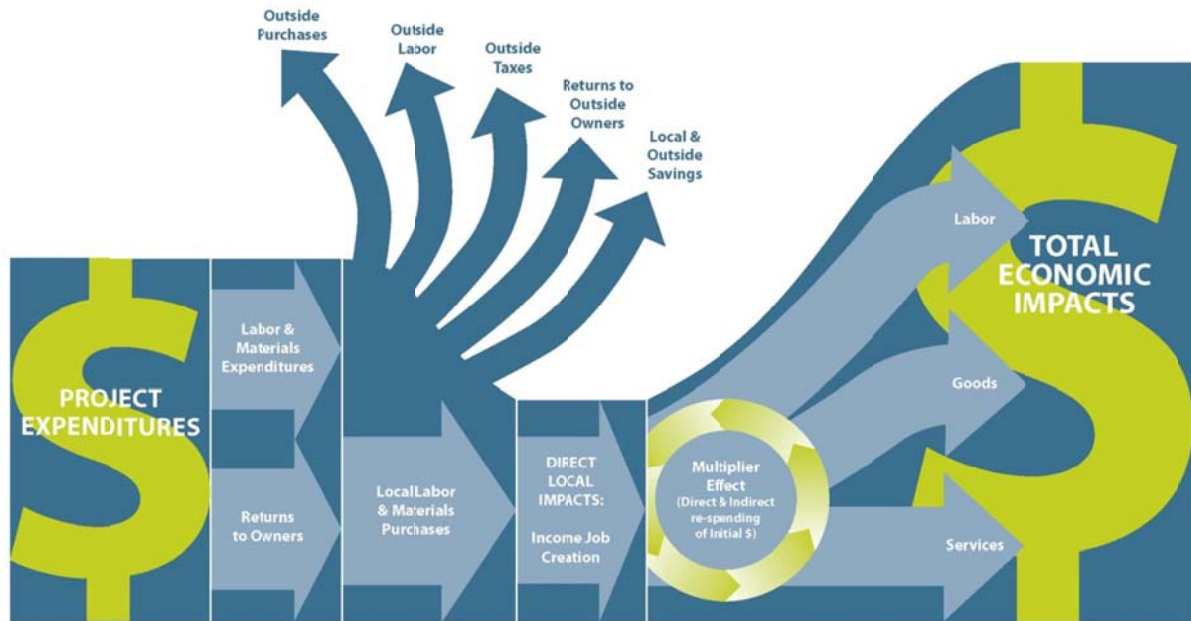 Outside
Purchases
Outside
Labor
Outside
Taxes
Returns to
Outside
Owners
Local &
Outside
Savings
PROJECT
EXPENDITURES
Labor &
Materials
Expenditures
Returns
to Owners
LocalLabor
& Materials
Purchases
DIRECT
LOCAL
IMPACTS:
Income Job
Creation
Multiplier
Effect
(Direct & Indirect
re-spending
of Initial $)
Labor
Goods
Services
TOTAL
ECONOMIC
IMPACTS